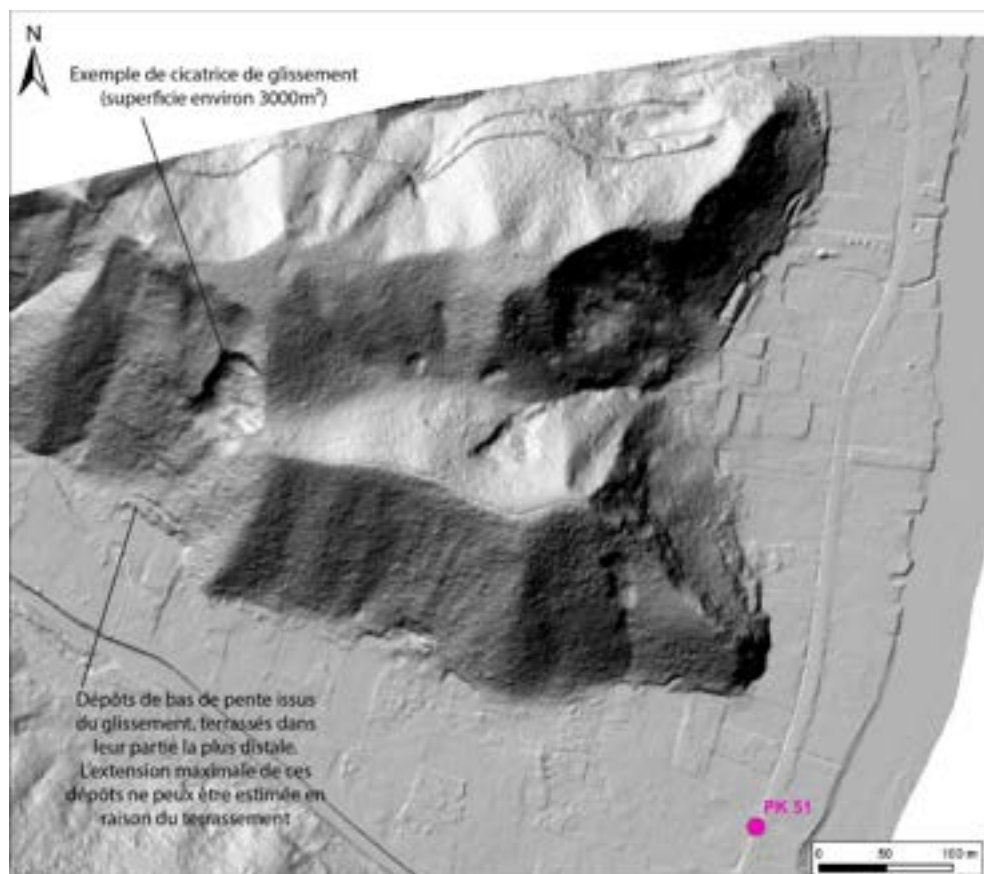 N
Exemple de cicatrice de glissement
(superficie environ 3000m²)
Dépôts de bas de pente issus
du glissement, terrassés dans
leur partie la plus distale.
L'extension maximale de ces
dépôts ne peux être estimée en
raison du terrassement
PK 51
0 50 100 m